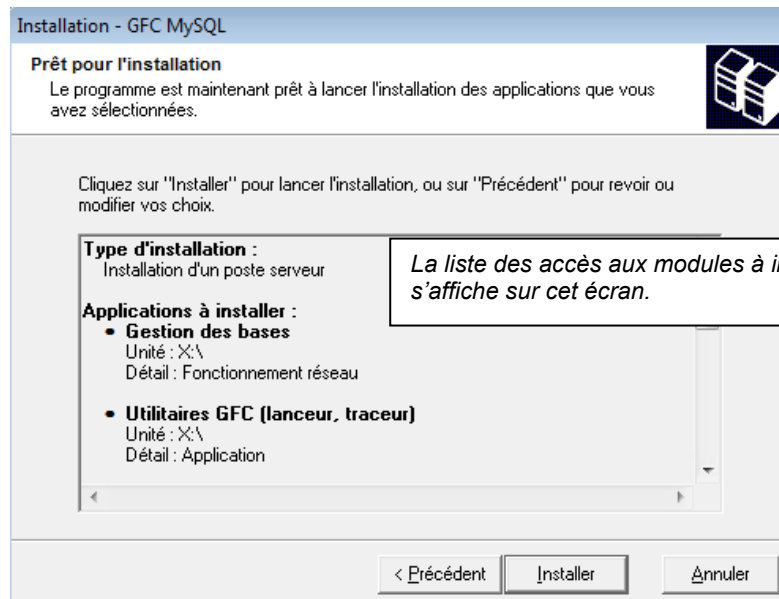 Installation - GFC MySQL
Prêt pour l'installation
Le programme est maintenant prêt à lancer l'installation des applications que vous
avez sélectionnées.
Cliquez sur "Installer" pour lancer l'installation, ou sur "Précédent" pour revoir ou
modifier vos choix.
Type d'installation :
Installation d'un poste serveur
La liste des accès aux modules à
s'affiche sur cet écran.
Applications à installer :
• Gestion des bases
Unité : X:\
Détail : Fonctionnement réseau
• Utilitaires GFC (lanceur, traceur)
Unité : X:\
Détail : Application
< Précédent
Installer
Annuler